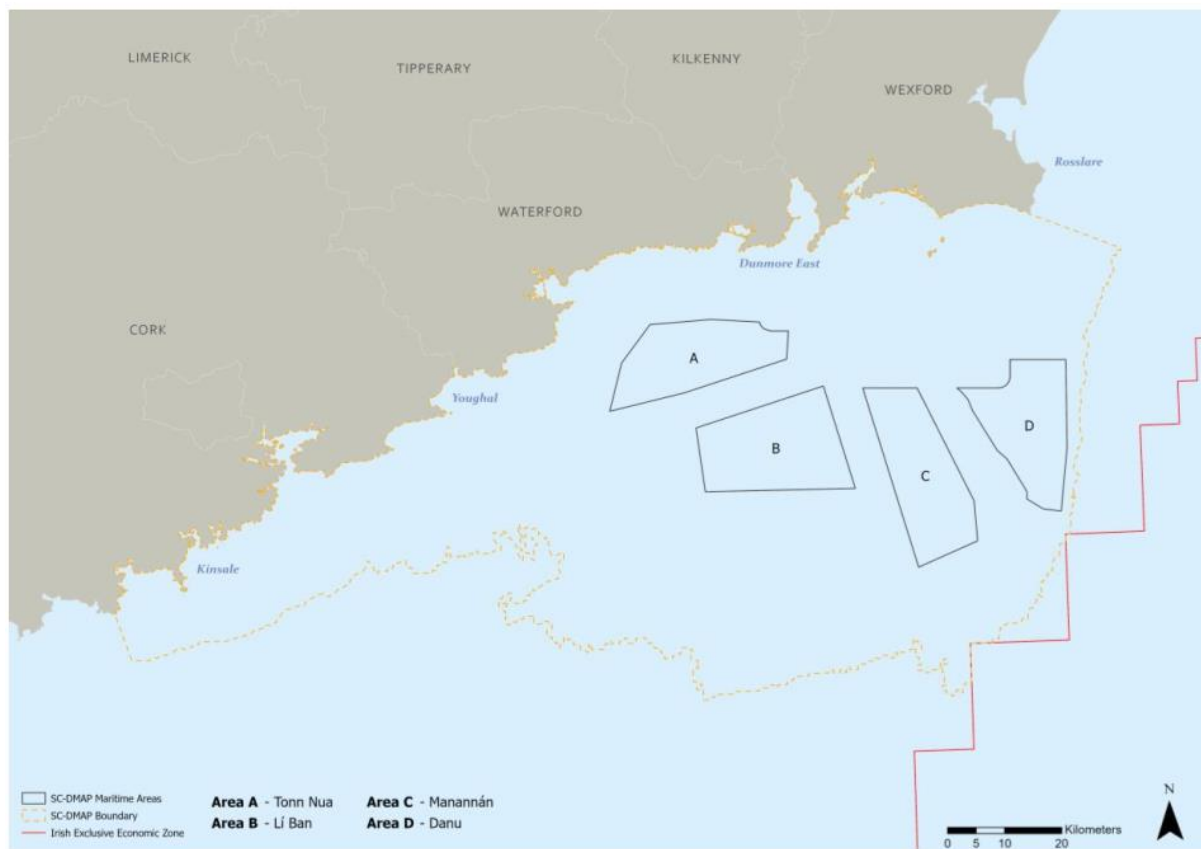 LIMERICK
TIPPERARY
KILKENNY
WEXFORD
Rosslare
WATERFORD
Dunmore East
CORK
A
Youghal
D
B
C
Kinsale
SC-DMAP Maritime Areas
SC-DMAP Boundary
Irish Exclusive Economic Zone
Area A - Tonn Nua
Area B - Lí Ban
Area C - Manannán
Area D - Danu
N
Kilometers
0 5 10 20